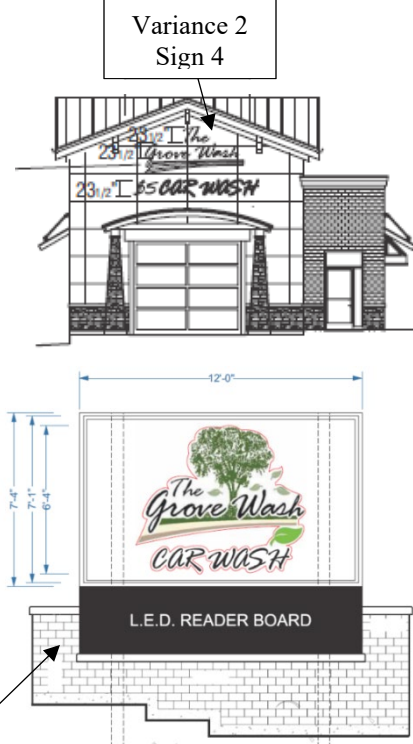 Variance 2
Sign 4
23 1/2" The
23 1/2 Grove Wash
23 1/2" $5 CAR WASH
12'-0"
7'-4"
7'-1"
6'-4"
The
Grove Wash
CAR WASH
L.E.D. READER BOARD